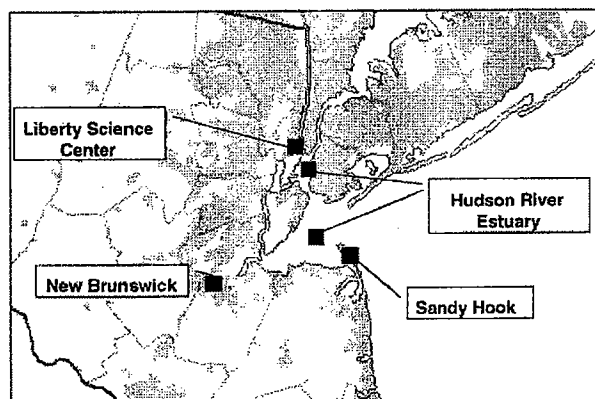 Liberty Science
Center
Hudson River
Estuary
New Brunswick
Sandy Hook